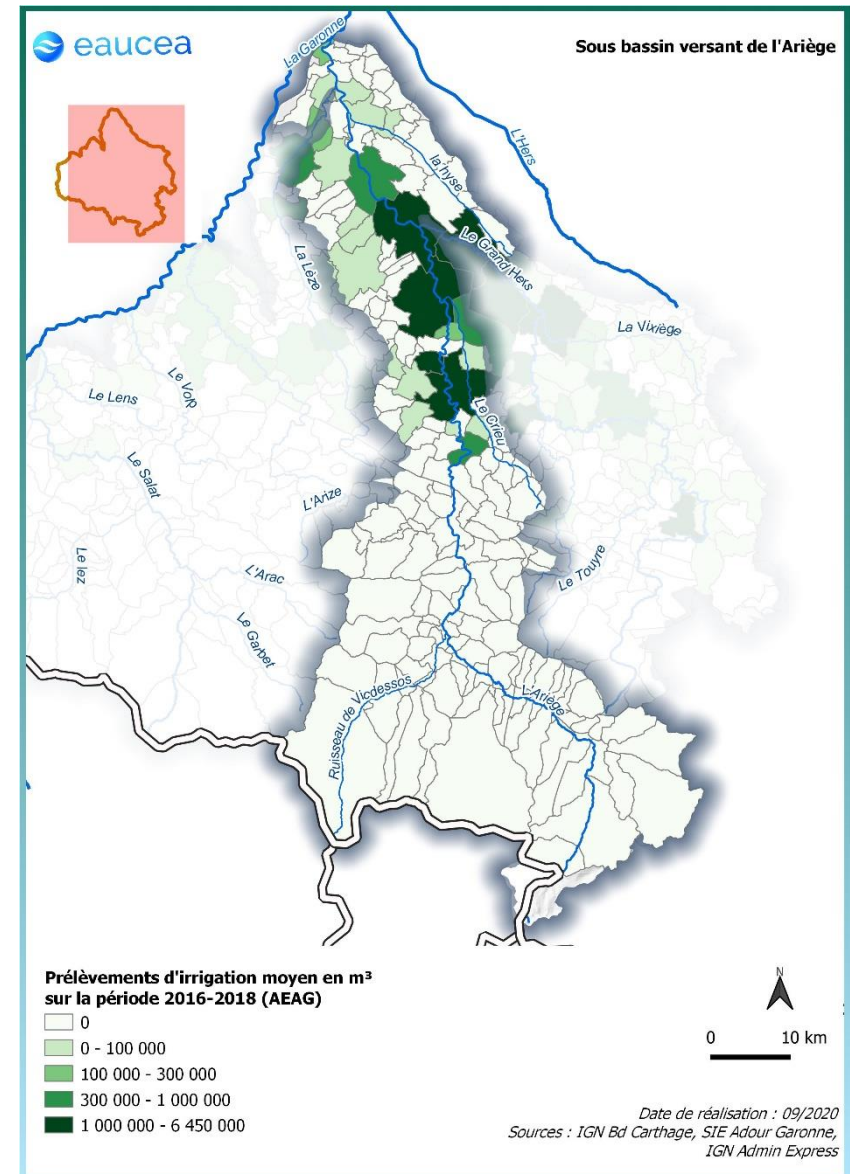 eaucea
Sous bassin versant de l'Ariège
La Garonne
L'Hers
la hyse
Le Grand Hers
La Lèze
La Vixiège
Le Volp
Le Lens
Le Crieu
Le Salat
L'Arize
Le lez
L'Arac
Le Touyre
Le Garbet
L'Ariège
Ruisseau de Vicdessos
Prélèvements d'irrigation moyen en m³
sur la période 2016-2018 (AEAG)
0
0 - 100 000
100 000 - 300 000
300 000 - 1 000 000
1 000 000 - 6 450 000
N
0 10 km
Date de réalisation : 09/2020
Sources : IGN Bd Carthage, SIE Adour Garonne,
IGN Admin Express